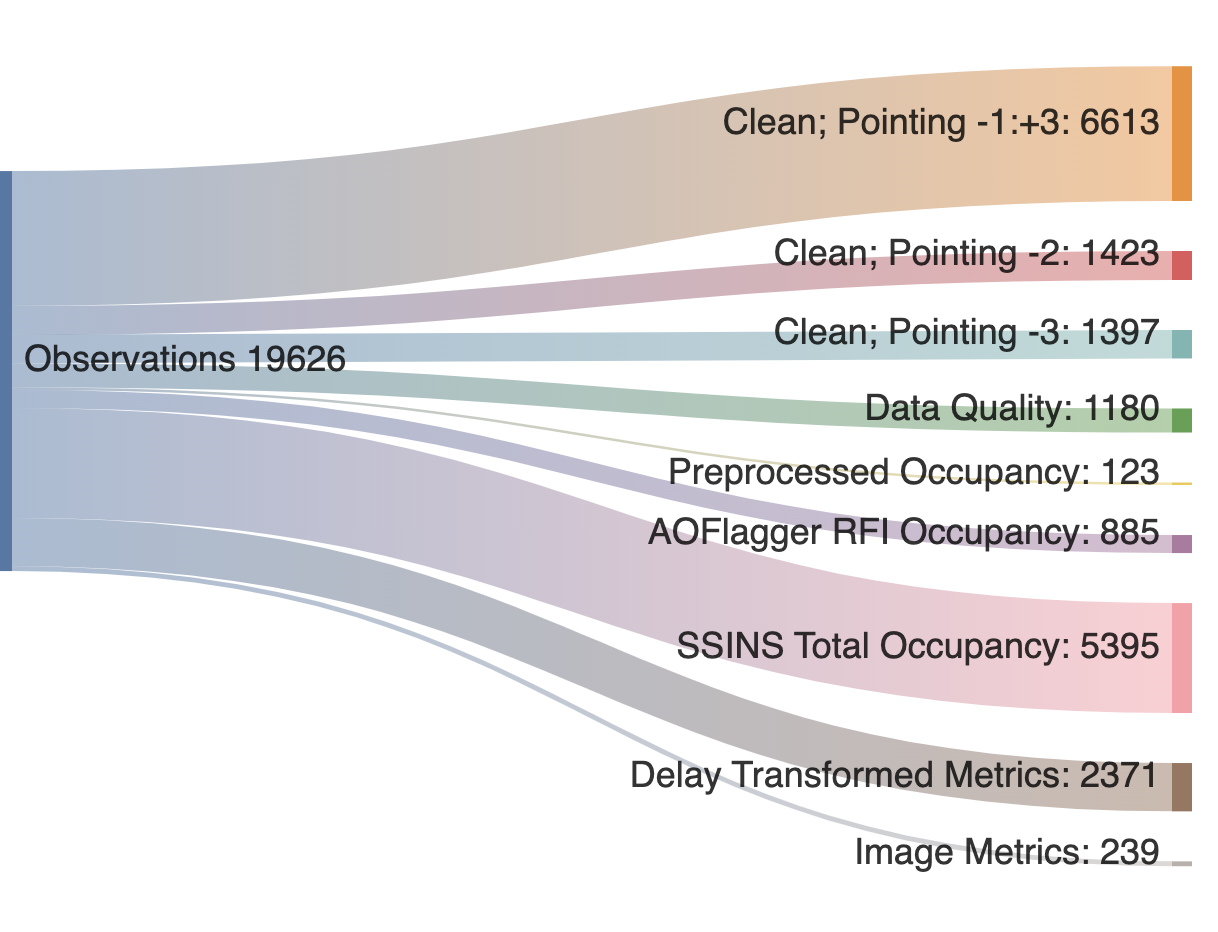 Clean; Pointing -1:+3: 6613
Clean; Pointing -2: 1423
Clean; Pointing -3: 1397
Observations 19626
Data Quality: 1180
Preprocessed Occupancy: 123
AOFlagger RFI Occupancy: 885
SSINS Total Occupancy: 5395
Delay Transformed Metrics: 2371
Image Metrics: 239